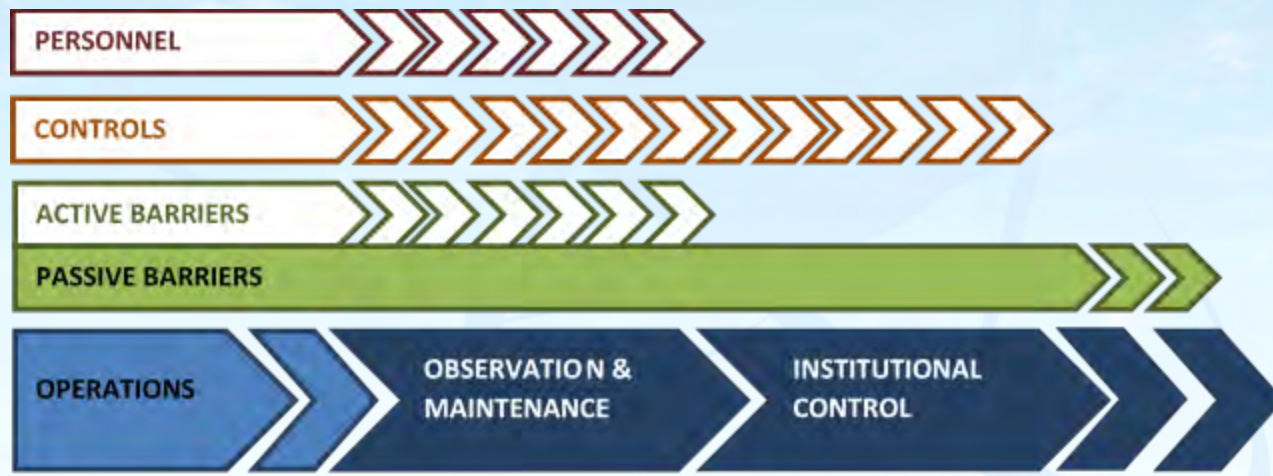 PERSONNEL
CONTROLS
ACTIVE BARRIERS
PASSIVE BARRIERS
OPERATIONS
OBSERVATION &
MAINTENANCE
INSTITUTIONAL
CONTROL